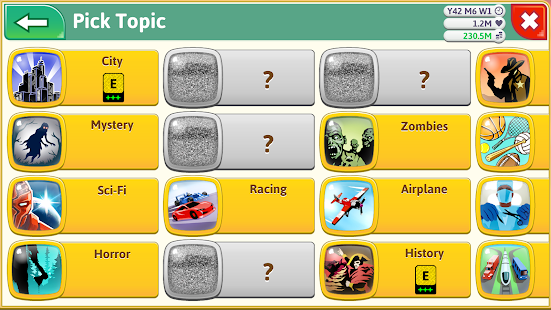 Pick Topic
Y42 M6 W1
1.2M
230.5M
City
E
+++
?
?
Mystery
?
Zombies
Sci-Fi
Racing
Airplane
Horror
?
History
E
+++